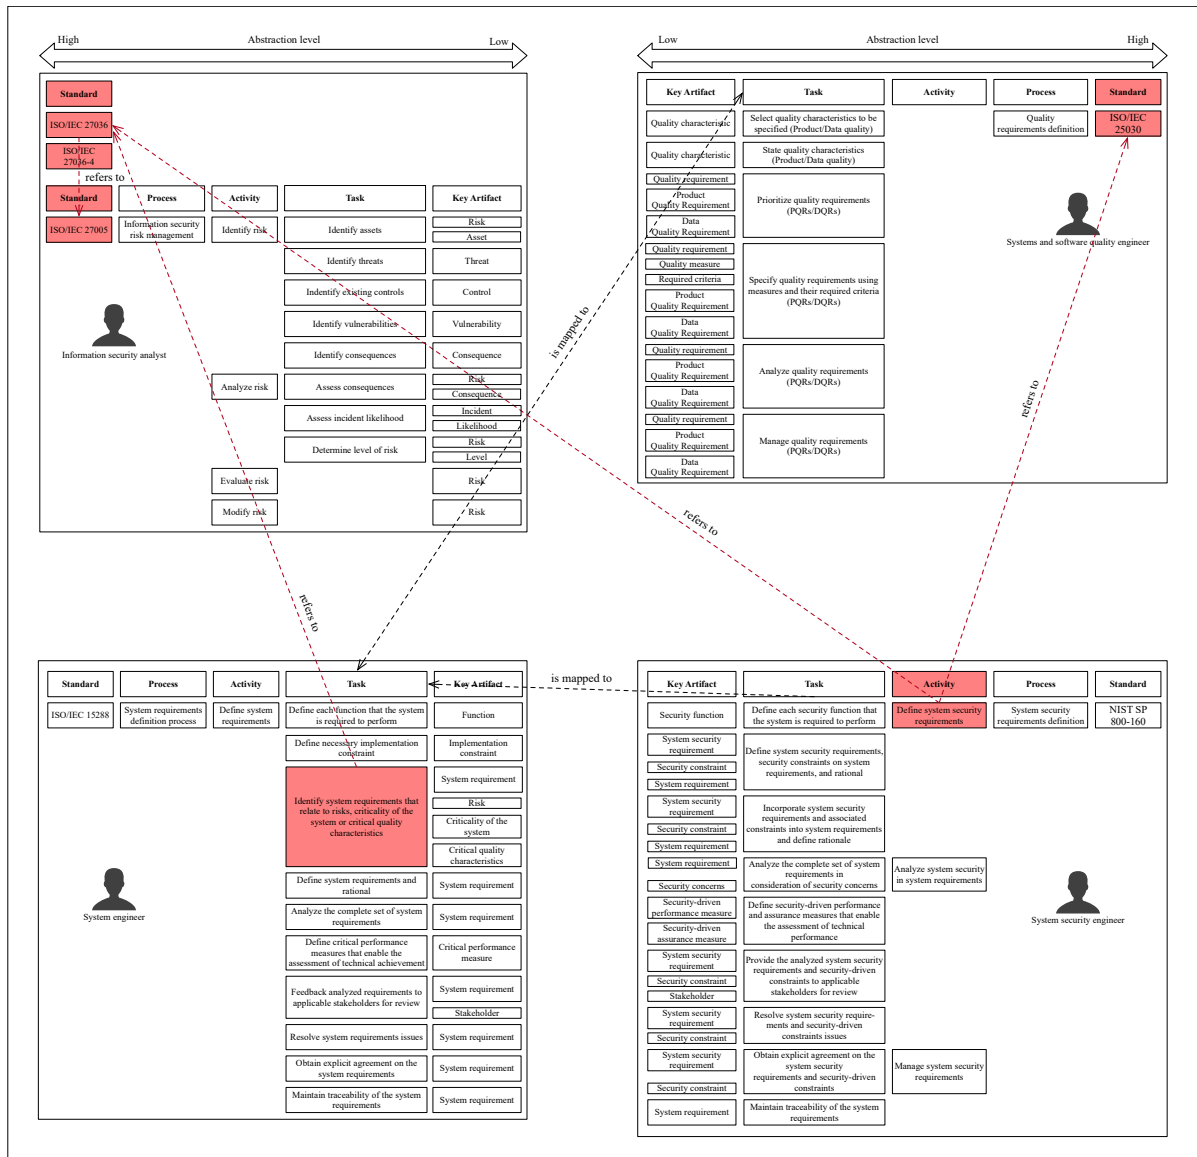 High
Abstraction level
Low
Standard
ISO/IEC 27036
ISO/IEC
27036-4
refers to
Standard
Process
Activity
Task
Key Artifact
ISO/IEC 27005
Information security
risk management
Identify risk
Identify assets
Risk
Asset
Identify threats
Threat
Indentify existing controls
Control
Identify vulnerabilities
Vulnerability
Identify consequences
Consequence
Analyze risk
Assess consequences
Risk
Consequence
Assess incident likelihood
Incident
Likelihood
Determine level of risk
Risk
Level
Evaluate risk
Risk
Modify risk
Risk
Information security analyst
Low
Abstraction level
High
Key Artifact
Task
Activity
Process
Standard
Quality characteristic
Select quality characteristics to be
specified (Product/Data quality)
Quality
requirements definition
ISO/IEC
25030
Quality characteristic
State quality characteristics
(Product/Data quality)
Quality requirement
Product
Quality Requirement
Data
Quality Requirement
Prioritize quality requirements
(PQRs/DQRs)
Quality requirement
Quality measure
Required criteria
Product
Quality Requirement
Data
Quality Requirement
Specify quality requirements using
measures and their required criteria
(PQRs/DQRs)
Quality requirement
Product
Quality Requirement
Data
Quality Requirement
Analyze quality requirements
(PQRs/DQRs)
Quality requirement
Product
Quality Requirement
Data
Quality Requirement
Manage quality requirements
(PQRs/DQRs)
Systems and software quality engineer
is mapped to
refers to
refers to
refers to
is mapped to
Standard
Process
Activity
Task
Key Artifact
ISO/IEC 15288
System requirements
definition process
Define system
requirements
Define each function that the system
is required to perform
Function
Define necessary implementation
constraint
Implementation
constraint
Identify system requirements that
relate to risks, criticality of the
system or critical quality
characteristics
System requirement
Risk
Criticality of the
system
Critical quality
characteristics
Define system requirements and
rational
System requirement
Analyze the complete set of system
requirements
System requirement
Define critical performance
measures that enable the
assessment of technical achievement
Critical performance
measure
Feedback analyzed requirements to
applicable stakeholders for review
System requirement
Stakeholder
Resolve system requirements issues
System requirement
Obtain explicit agreement on the
system requirements
System requirement
Maintain traceability of the system
requirements
System requirement
System engineer
Key Artifact
Task
Activity
Process
Standard
Security function
Define each security function that
the system is required to perform
Define system security
requirements
System security
requirements definition
NIST SP
800-160
System security
requirement
Security constraint
System requirement
Define system security requirements,
security constraints on system
requirements, and rational
System security
requirement
Security constraint
System requirement
Incorporate system security
requirements and associated
constraints into system requirements
and define rationale
System requirement
Security concerns
Analyze the complete set of system
requirements in
consideration of security concerns
Analyze system security
in system requirements
Security-driven
performance measure
Security-driven
assurance measure
Define security-driven performance
and assurance measures that enable
the assessment of technical
performance
System security
requirement
Security constraint
Stakeholder
Provide the analyzed system security
requirements and security-driven
constraints to applicable
stakeholders for review
System security
requirement
Security constraint
Resolve system security require-
ments and security-driven
constraints issues
System security
requirement
Security constraint
Obtain explicit agreement on the
system security
requirements and security-driven
constraints
Manage system security
requirements
System requirement
Maintain traceability of the system
requirements
System security engineer